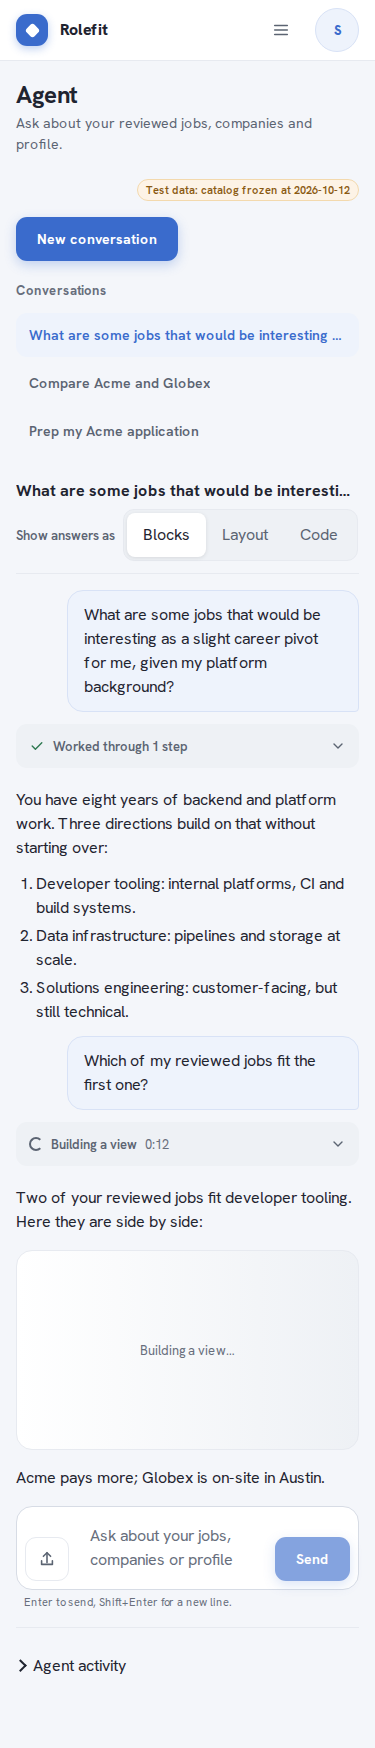 Rolefit
S
Agent
Ask about your reviewed jobs, companies and
profile.
Test data: catalog frozen at 2026-10-12
New conversation
Conversations
What are some jobs that would be interesting ...
Compare Acme and Globex
Prep my Acme application
What are some jobs that would be interesti...
Show answers as
Blocks
Layout
Code
What are some jobs that would be
interesting as a slight career pivot
for me, given my platform
background?
Worked through 1 step
You have eight years of backend and platform
work. Three directions build on that without
starting over:
1. Developer tooling: internal platforms, CI and
build systems.
2. Data infrastructure: pipelines and storage at
scale.
3. Solutions engineering: customer-facing, but
still technical.
Which of my reviewed jobs fit the
first one?
Building a view 0:12
Two of your reviewed jobs fit developer tooling.
Here they are side by side:
Building a view...
Acme pays more; Globex is on-site in Austin.
Ask about your jobs,
companies or profile
Send
Enter to send, Shift+Enter for a new line.
Agent activity